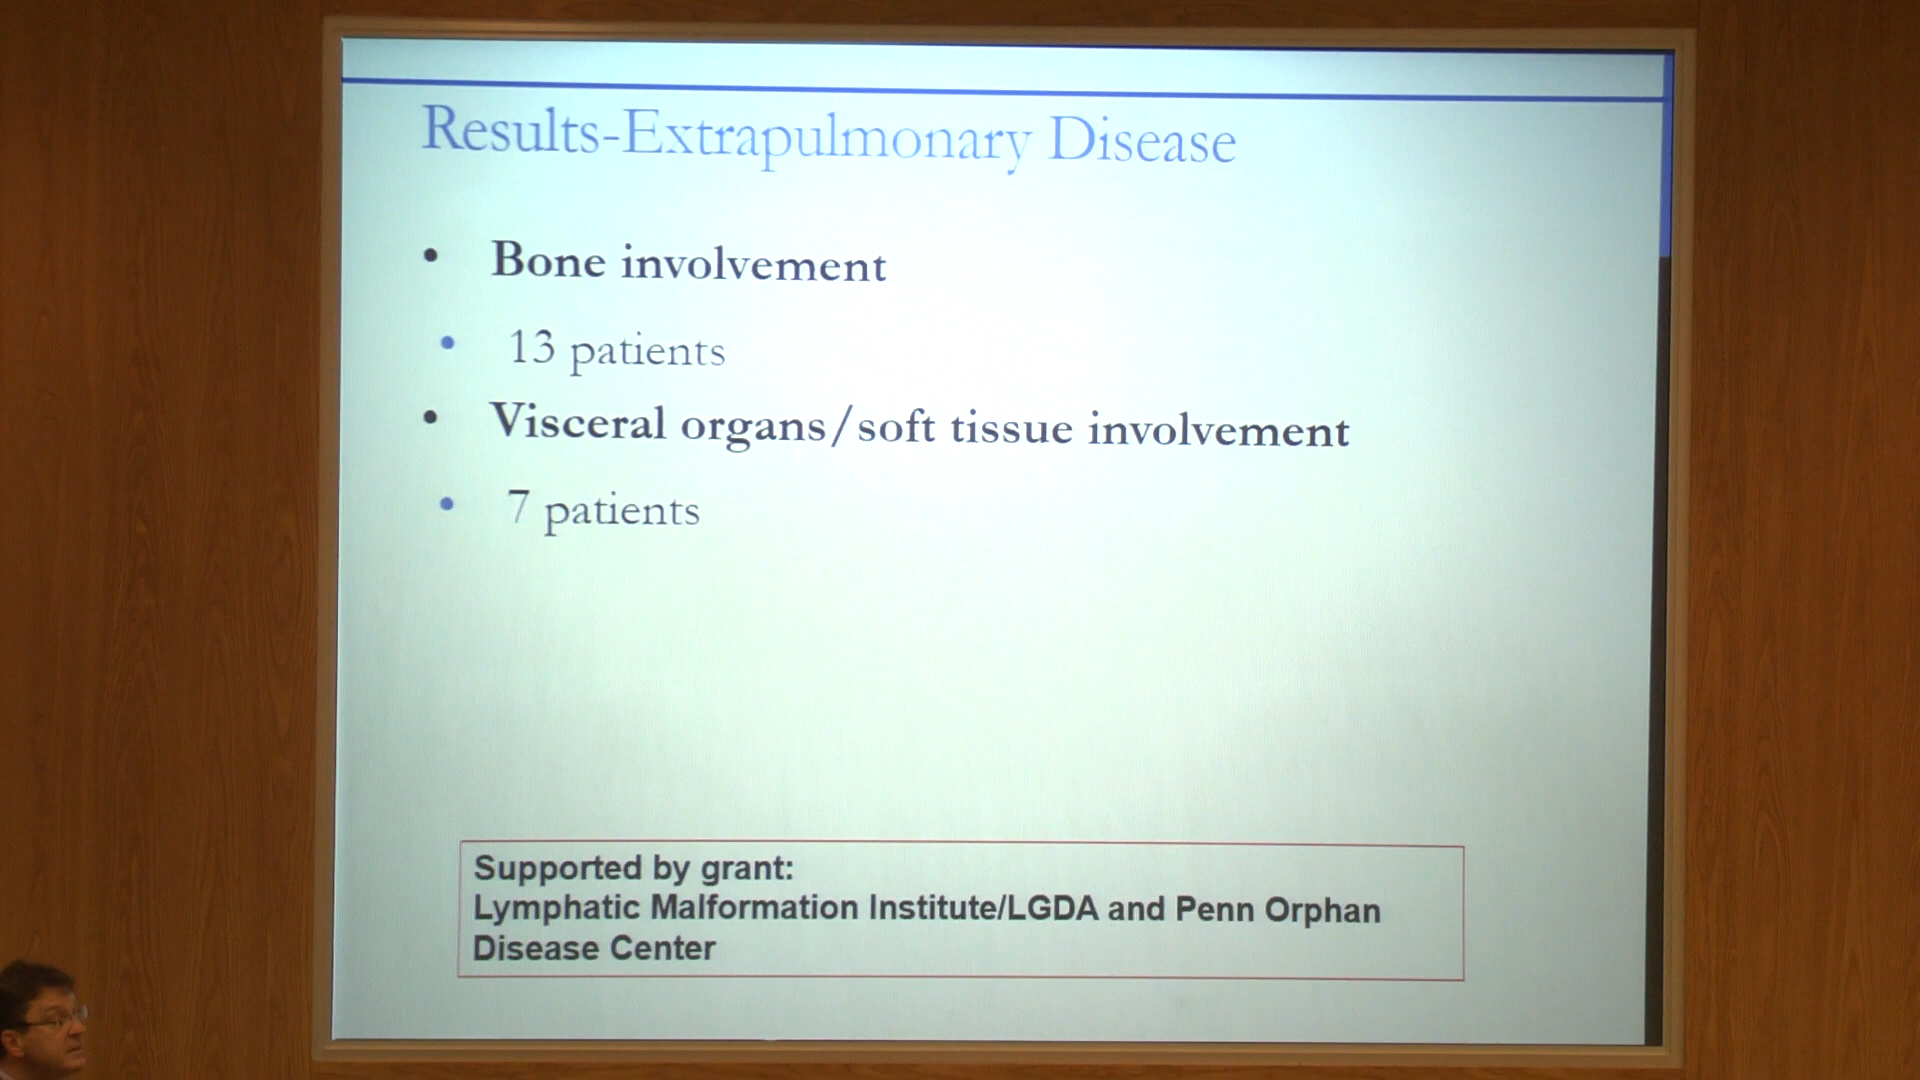 Results-Extrapulmonary Disease
• Bone involvement
• 13 patients
• Visceral organs/soft tissue involvement
• 7 patients
Supported by grant:
Lymphatic Malformation Institute/LGDA and Penn Orphan
Disease Center